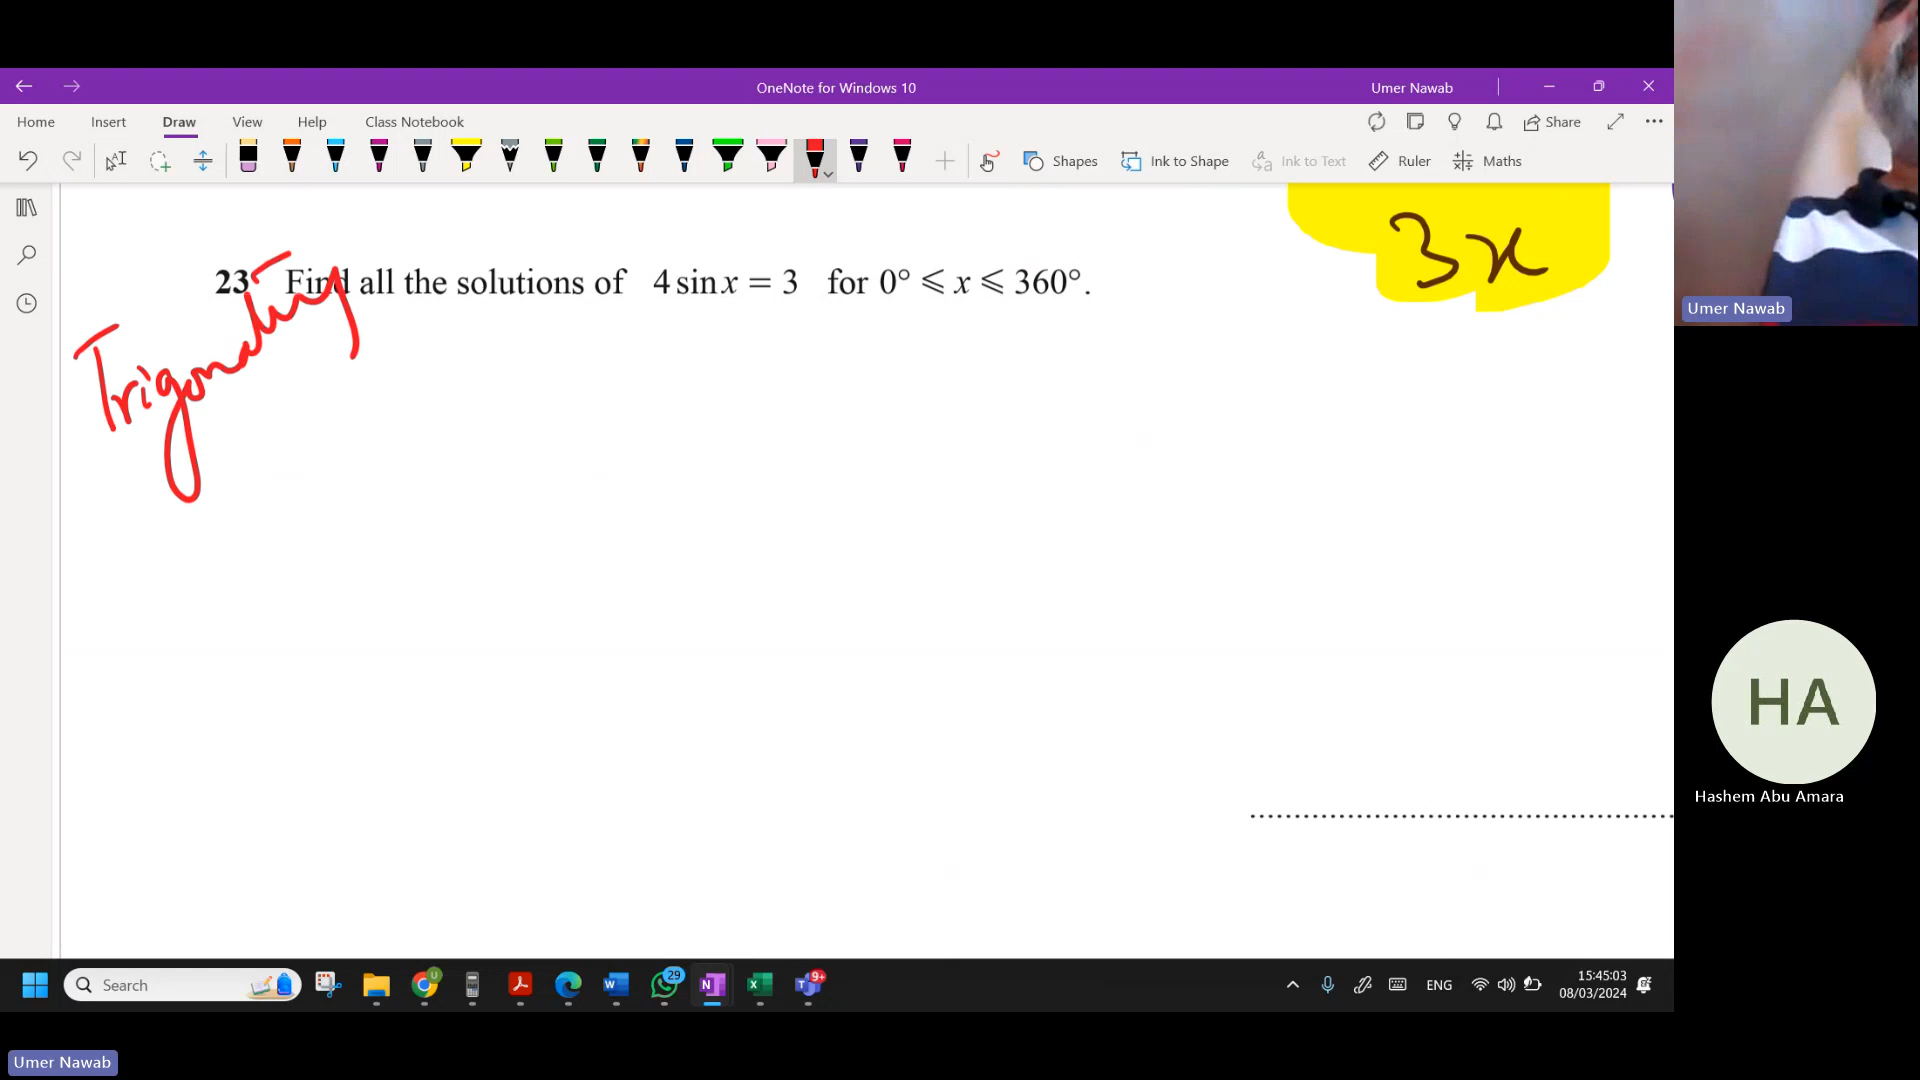 OneNote for Windows 10
Umer Nawab
Home Insert Draw View Help Class Notebook
Share
Shapes Ink to Shape Ink to Text Ruler Maths
3x
23 Find all the solutions of 4 sin x = 3 for 0° ⩽ x ⩽ 360°.
Umer Nawab
HA
Hashem Abu Amara
Search
29
9+
ENG
15:45:03
08/03/2024
Umer Nawab